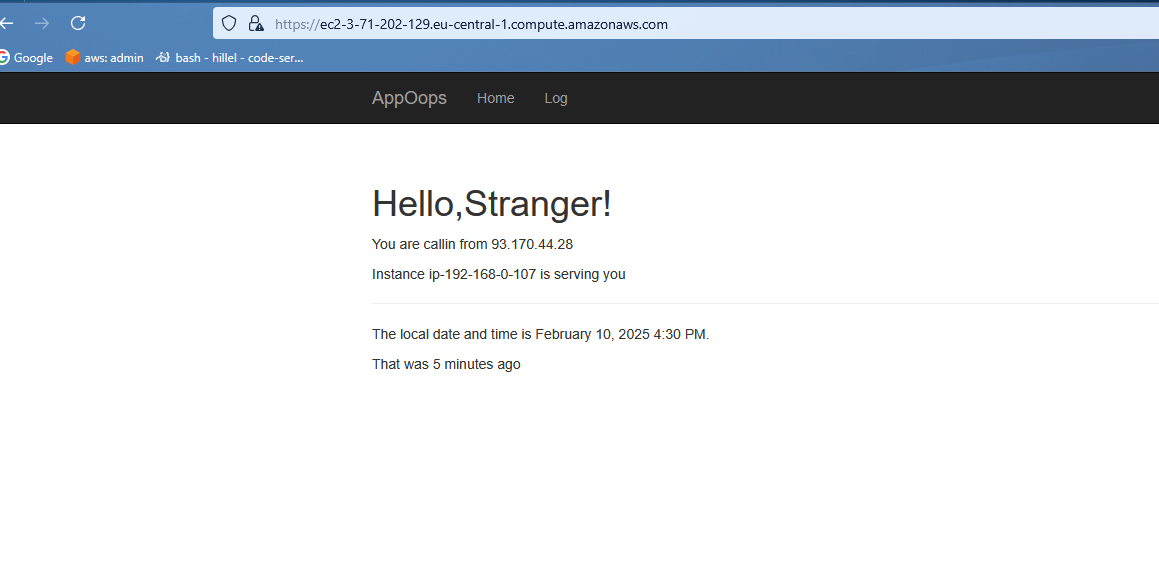 https://ec2-3-71-202-129.eu-central-1.compute.amazonaws.com
Google aws: admin bash - hillel - code-ser...
AppOops Home Log
Hello,Stranger!
You are callin from 93.170.44.28
Instance ip-192-168-0-107 is serving you
The local date and time is February 10, 2025 4:30 PM.
That was 5 minutes ago